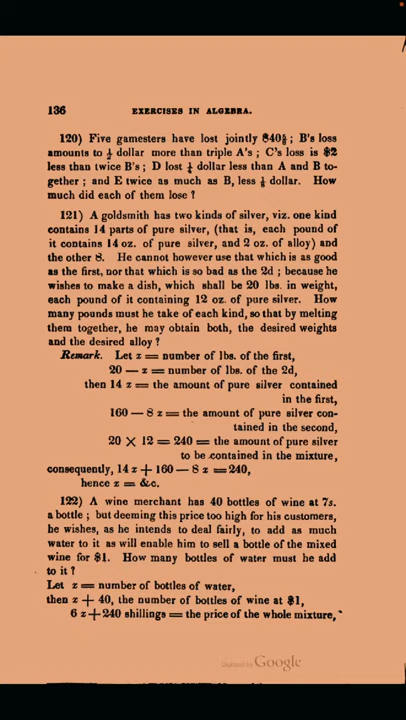 136 EXERCISES IN ALGEBRA.
120) Five gamesters have lost jointly $40⅝; B's loss
amounts to ½ dollar more than triple A's; C's loss is $2
less than twice B's; D lost ¼ dollar less than A and B to-
gether; and E twice as much as B, less ½ dollar. How
much did each of them lose?
121) A goldsmith has two kinds of silver, viz. one kind
contains 14 parts of pure silver, (that is, each pound of
it contains 14 oz. of pure silver, and 2 oz. of alloy) and
the other 8. He cannot however use that which is as good
as the first, nor that which is so bad as the 2d; because he
wishes to make a dish, which shall be 20 lbs. in weight,
each pound of it containing 12 oz. of pure silver. How
many pounds must he take of each kind, so that by melting
them together, he may obtain both, the desired weights
and the desired alloy?
Remark. Let x = number of lbs. of the first,
20 — x = number of lbs. of the 2d,
then 14 x = the amount of pure silver contained
in the first,
160 — 8 x = the amount of pure silver con-
tained in the second,
20 × 12 = 240 = the amount of pure silver
to be contained in the mixture,
consequently, 14 x + 160 — 8 x = 240,
hence x = &c.
122) A wine merchant has 40 bottles of wine at 7s.
a bottle; but deeming this price too high for his customers,
he wishes, as he intends to deal fairly, to add as much
water to it as will enable him to sell a bottle of the mixed
wine for $1. How many bottles of water must he add
to it?
Let x = number of bottles of water,
then x + 40, the number of bottles of wine at $1,
6 x + 240 shillings = the price of the whole mixture,
Digitized by Google